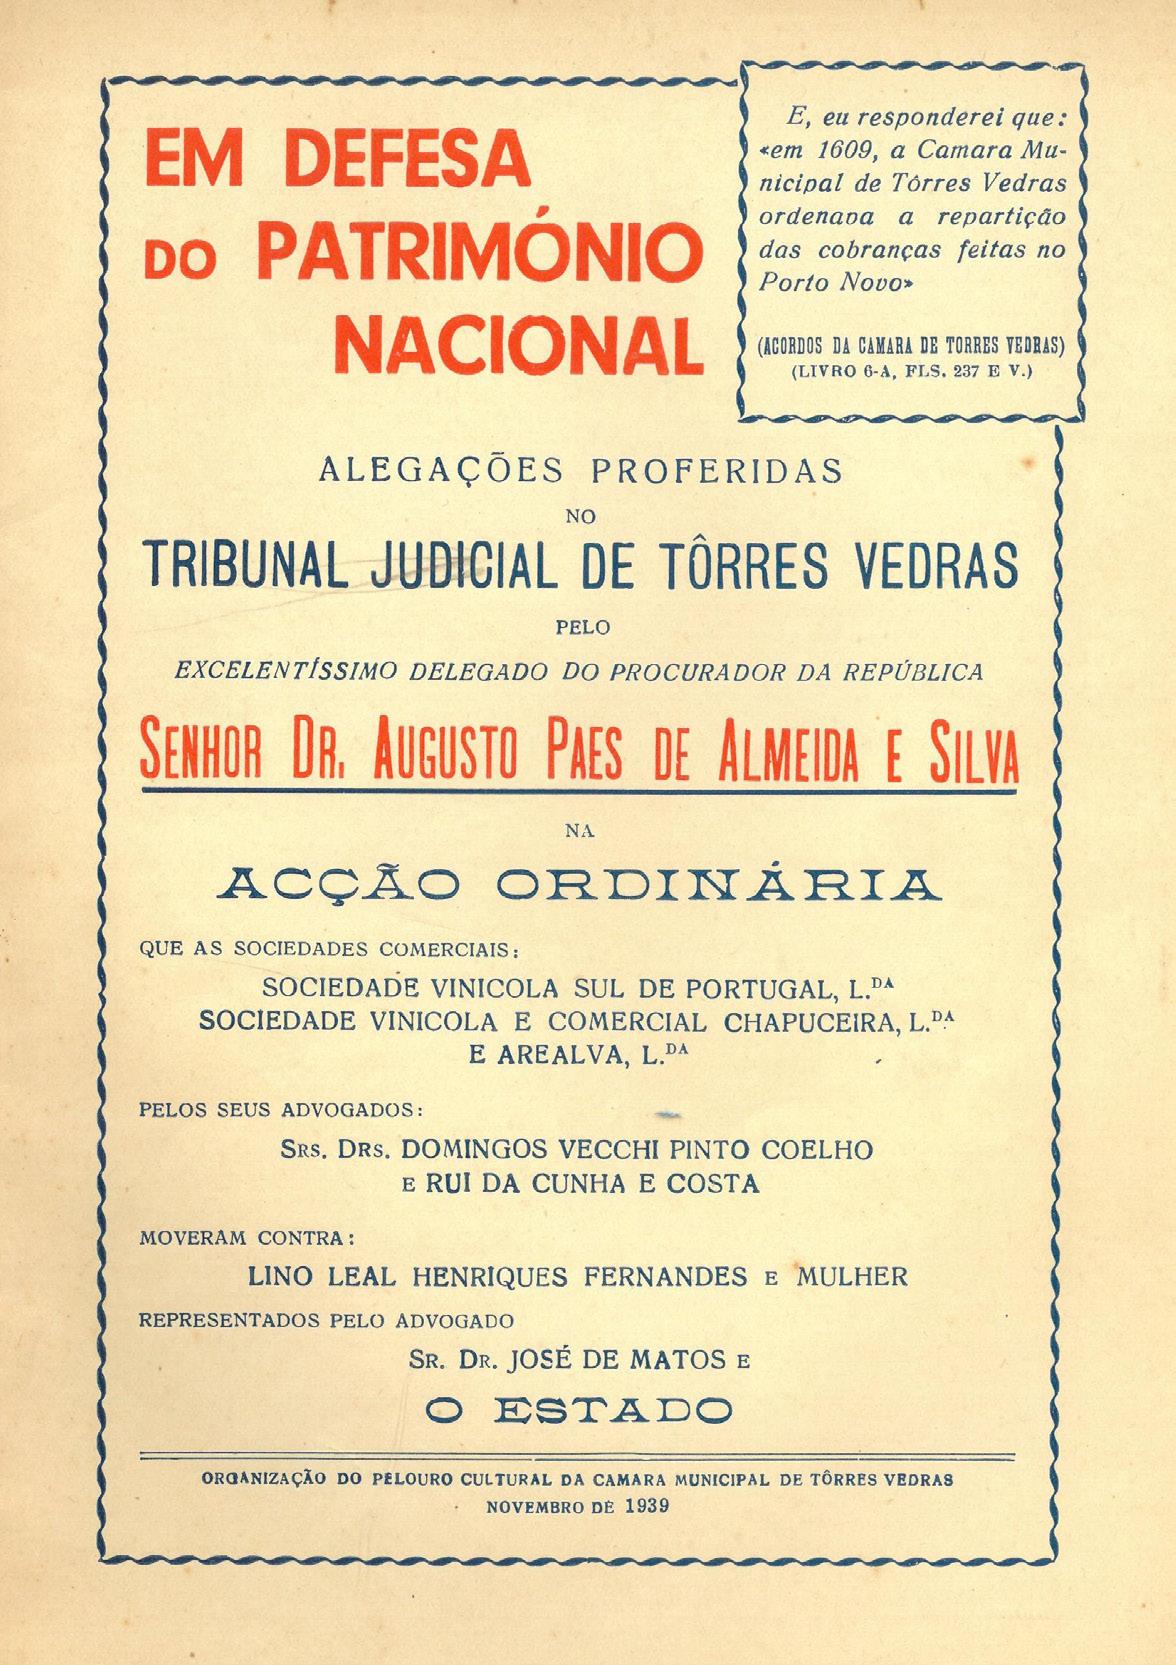 EM DEFESA
DO PATRIMÓNIO
NACIONAL
E, eu responderei que:
«em 1609, a Camara Mu-
nicipal de Tôrres Vedras
ordenava a repartição
das cobranças feitas no
Porto Novo»
(ACORDOS DA CAMARA DE TORRES VEDRAS)
(LIVRO 6-A, FLS. 237 E V.)
ALEGAÇÕES PROFERIDAS
NO
TRIBUNAL JUDICIAL DE TÔRRES VEDRAS
PELO
EXCELENTÍSSIMO DELEGADO DO PROCURADOR DA REPÚBLICA
SENHOR DR. AUGUSTO PAES DE ALMEIDA E SILVA
NA
ACÇÃO ORDINÁRIA
QUE AS SOCIEDADES COMERCIAIS:
SOCIEDADE VINICOLA SUL DE PORTUGAL, L.DA
SOCIEDADE VINICOLA E COMERCIAL CHAPUCEIRA, L.DA
E AREALVA, L.DA
PELOS SEUS ADVOGADOS:
SRS. DRS. DOMINGOS VECCHI PINTO COELHO
E RUI DA CUNHA E COSTA
MOVERAM CONTRA:
LINO LEAL HENRIQUES FERNANDES E MULHER
REPRESENTADOS PELO ADVOGADO
SR. DR. JOSÉ DE MATOS E
O ESTADO
ORGANIZAÇÃO DO PELOURO CULTURAL DA CAMARA MUNICIPAL DE TÔRRES VEDRAS
NOVEMBRO DE 1939